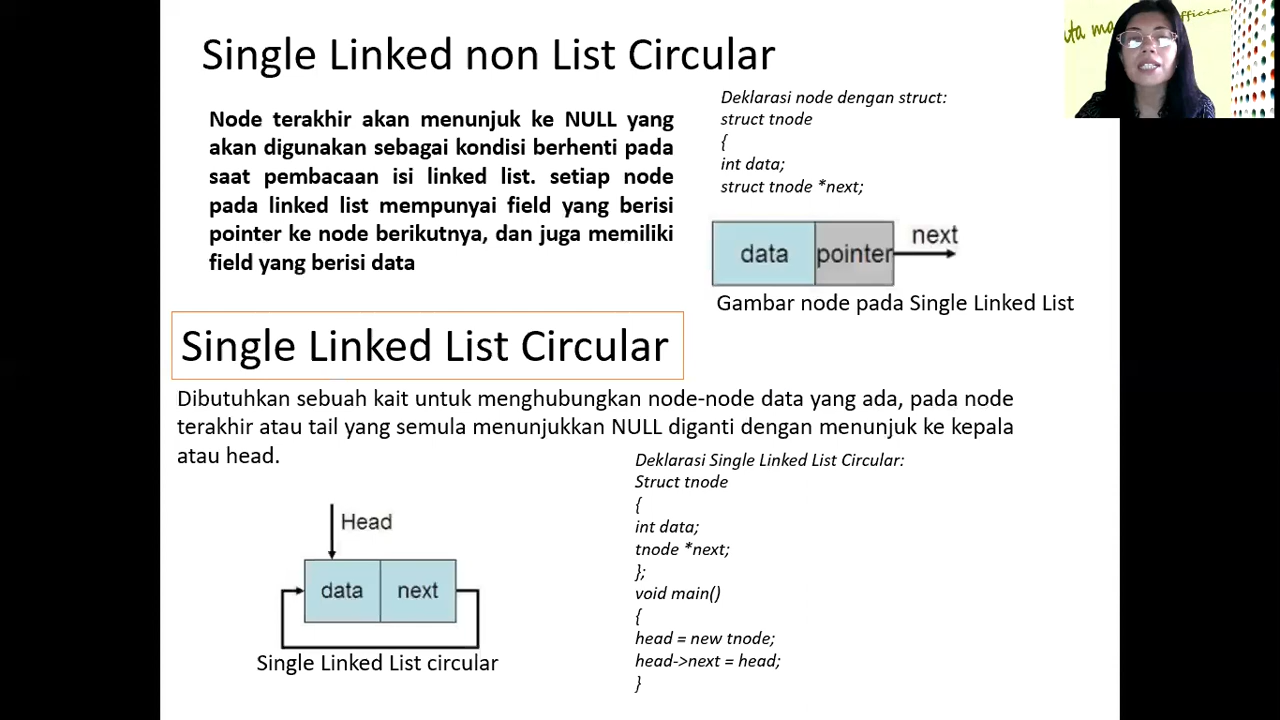 Single Linked non List Circular
Node terakhir akan menunjuk ke NULL yang
akan digunakan sebagai kondisi berhenti pada
saat pembacaan isi linked list. setiap node
pada linked list mempunyai field yang berisi
pointer ke node berikutnya, dan juga memiliki
field yang berisi data
Deklarasi node dengan struct:
struct tnode
{
int data;
struct tnode *next;
data pointer next
Gambar node pada Single Linked List
Single Linked List Circular
Dibutuhkan sebuah kait untuk menghubungkan node-node data yang ada, pada node
terakhir atau tail yang semula menunjukkan NULL diganti dengan menunjuk ke kepala
atau head.
Head
data next
Single Linked List circular
Deklarasi Single Linked List Circular:
Struct tnode
{
int data;
tnode *next;
};
void main()
{
head = new tnode;
head->next = head;
}